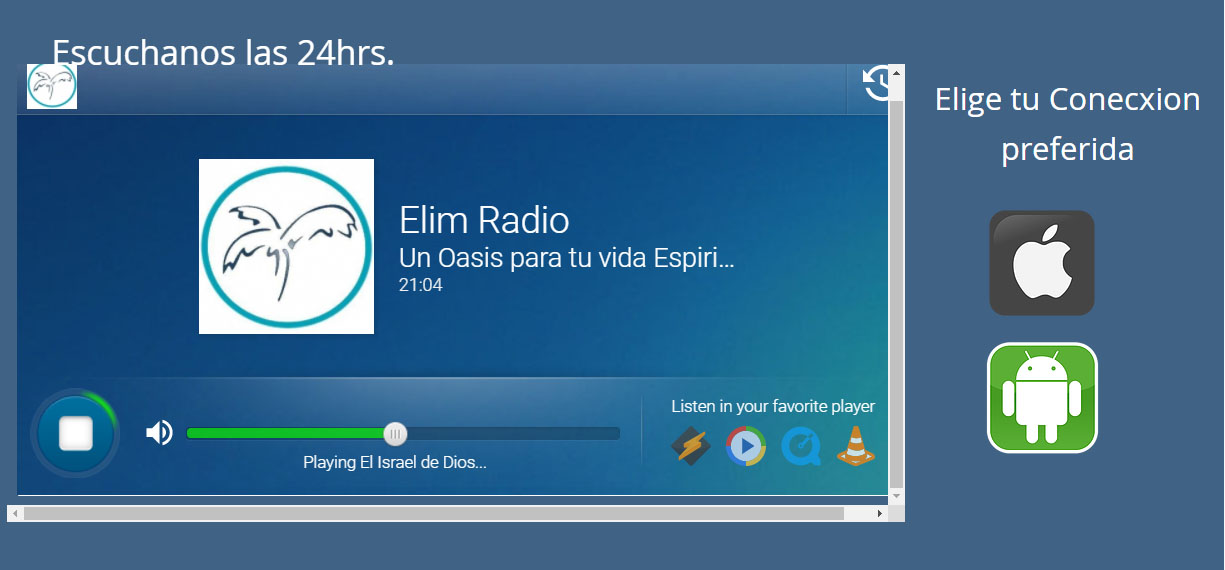 Escuchanos las 24hrs.
Elige tu Conecxion
preferida
Elim Radio
Un Oasis para tu vida Espiri...
21:04
Listen in your favorite player
Playing El Israel de Dios...